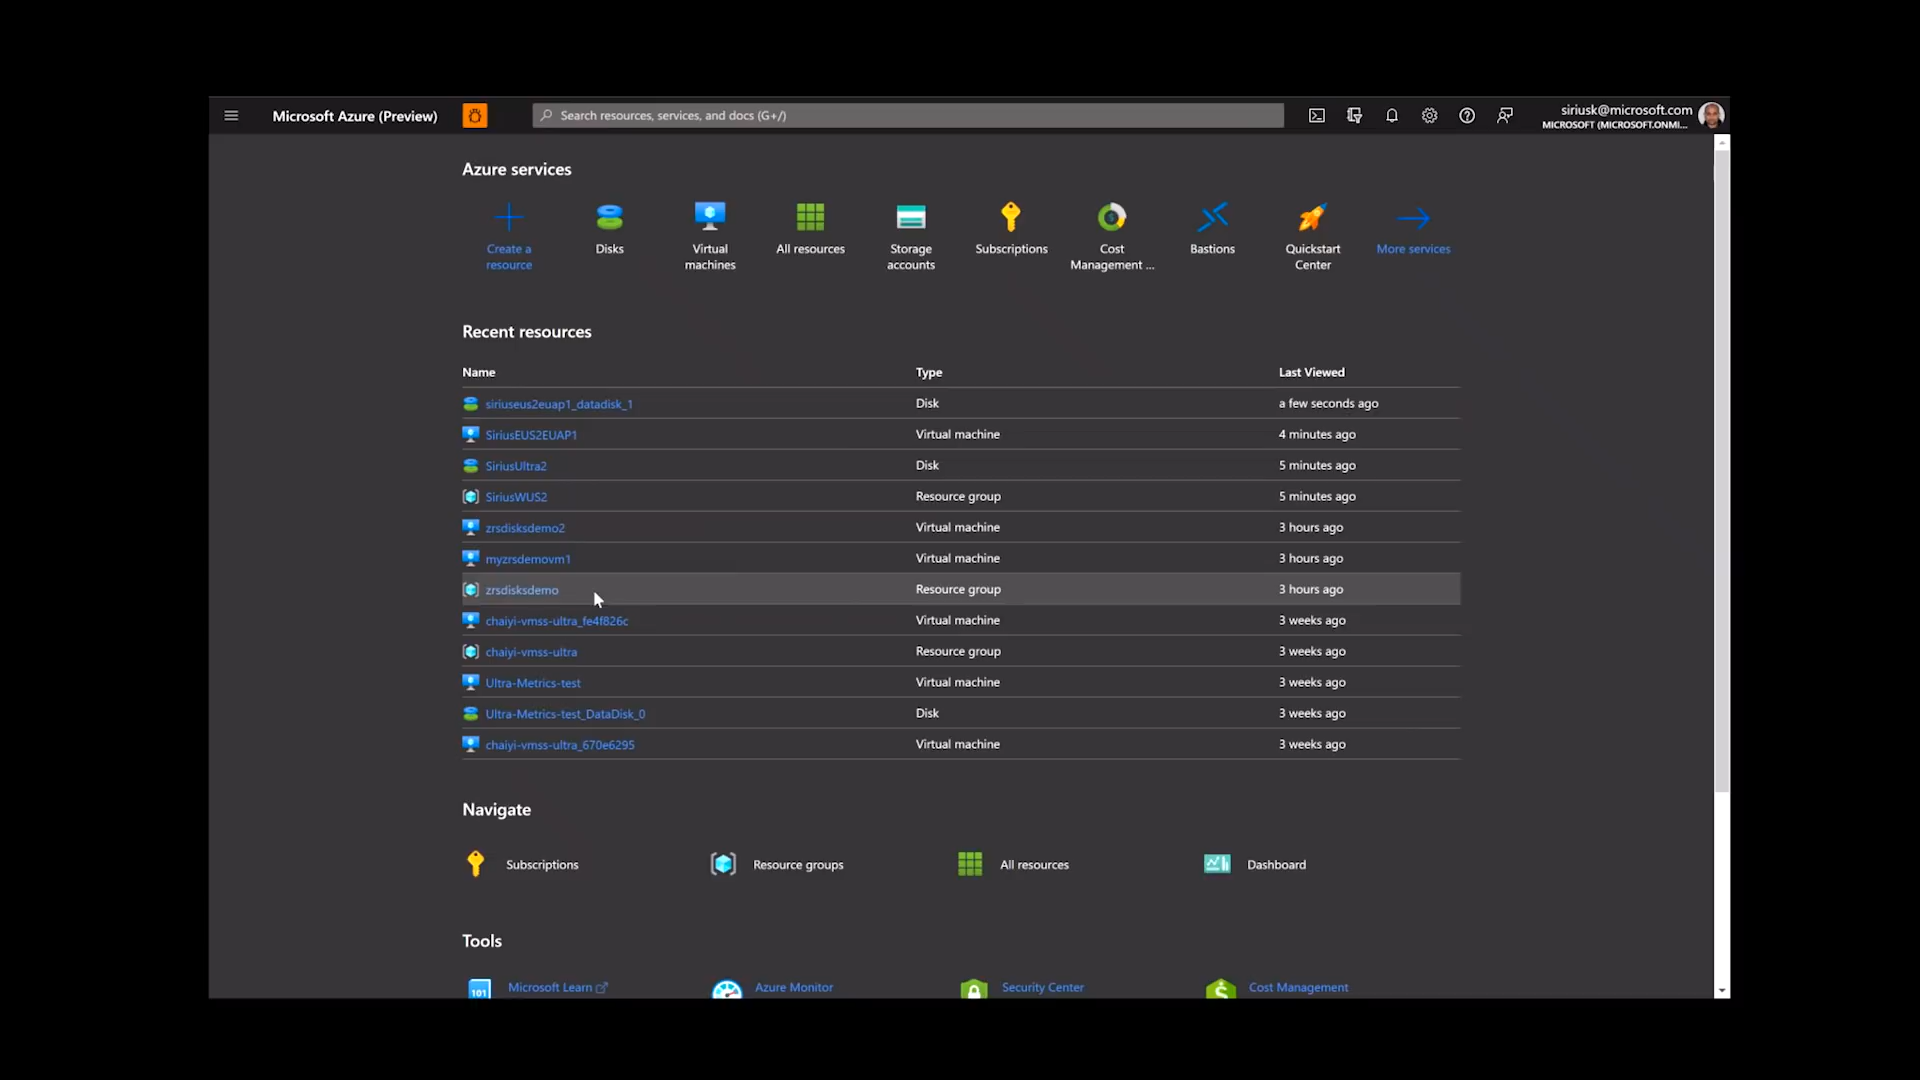 Microsoft Azure (Preview)
Search resources, services, and docs (G+/)
siriusk@microsoft.com
MICROSOFT (MICROSOFT.ONMI...
Azure services
Create a resource
Disks
Virtual machines
All resources
Storage accounts
Subscriptions
Cost Management ...
Bastions
Quickstart Center
More services
Recent resources
Name Type Last Viewed
siriuseus2euap1_datadisk_1 Disk a few seconds ago
SiriusEUS2EUAP1 Virtual machine 4 minutes ago
SiriusUltra2 Disk 5 minutes ago
SiriusWUS2 Resource group 5 minutes ago
zrsdisksdemo2 Virtual machine 3 hours ago
myzrsdemovm1 Virtual machine 3 hours ago
zrsdisksdemo Resource group 3 hours ago
chaiyi-vmss-ultra_fe4f826c Virtual machine 3 weeks ago
chaiyi-vmss-ultra Resource group 3 weeks ago
Ultra-Metrics-test Virtual machine 3 weeks ago
Ultra-Metrics-test_DataDisk_0 Disk 3 weeks ago
chaiyi-vmss-ultra_670e6295 Virtual machine 3 weeks ago
Navigate
Subscriptions Resource groups All resources Dashboard
Tools
101 Microsoft Learn Azure Monitor Security Center $ Cost Management